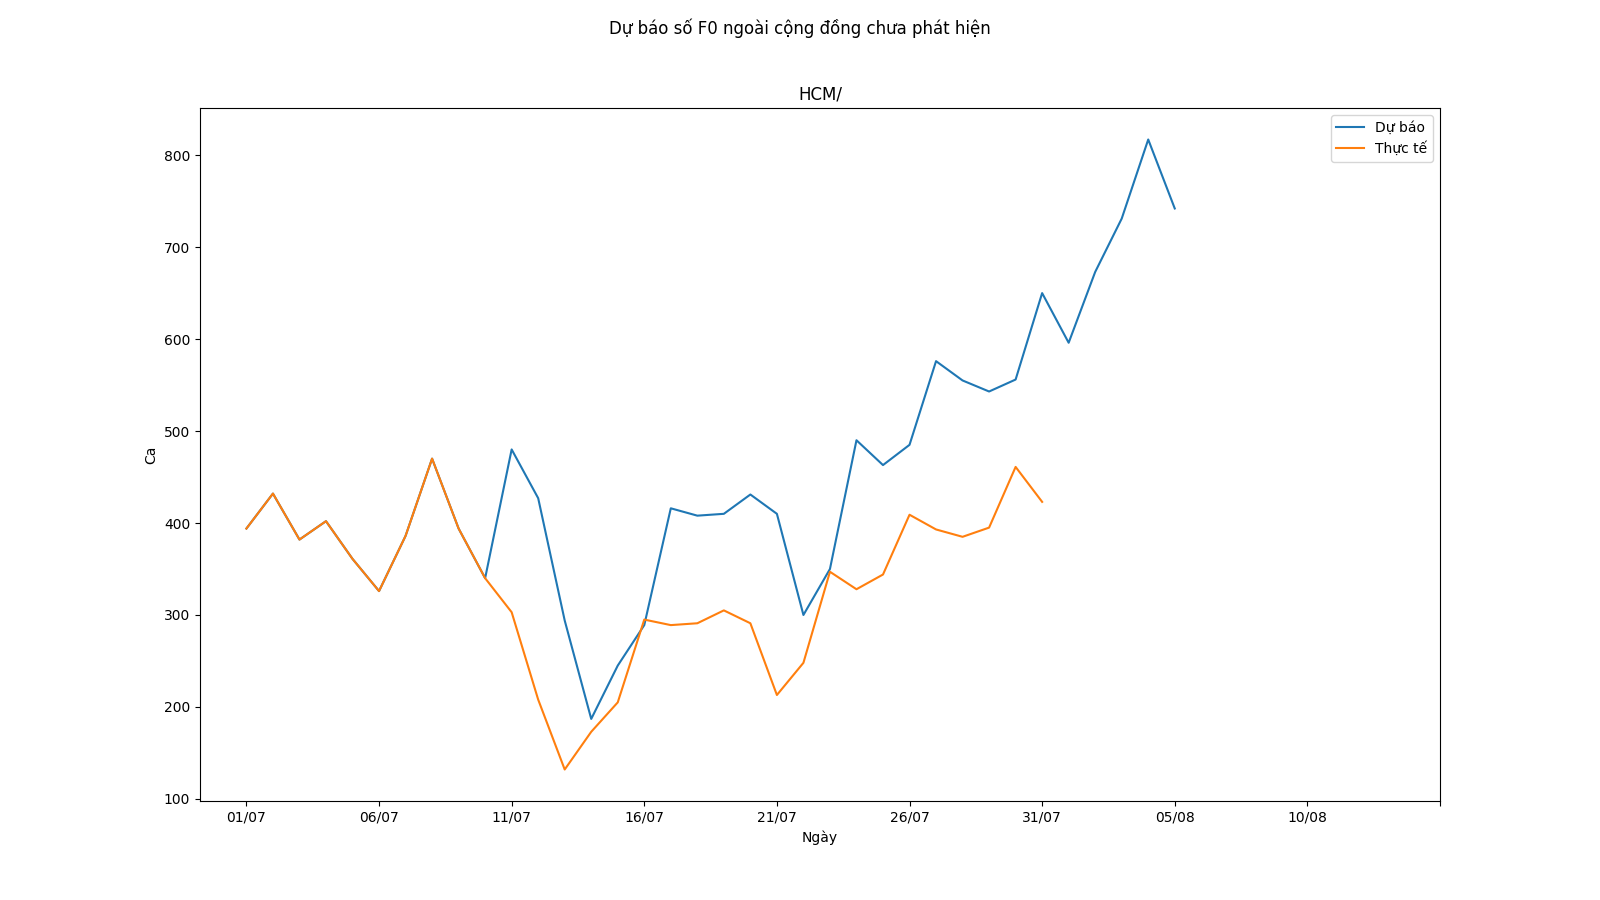 Dự báo số F0 ngoài cộng đồng chưa phát hiện
HCM/
Dự báo
Thực tế
800
700
600
500
400
300
200
100
Ca
01/07 06/07 11/07 16/07 21/07 26/07 31/07 05/08 10/08
Ngày